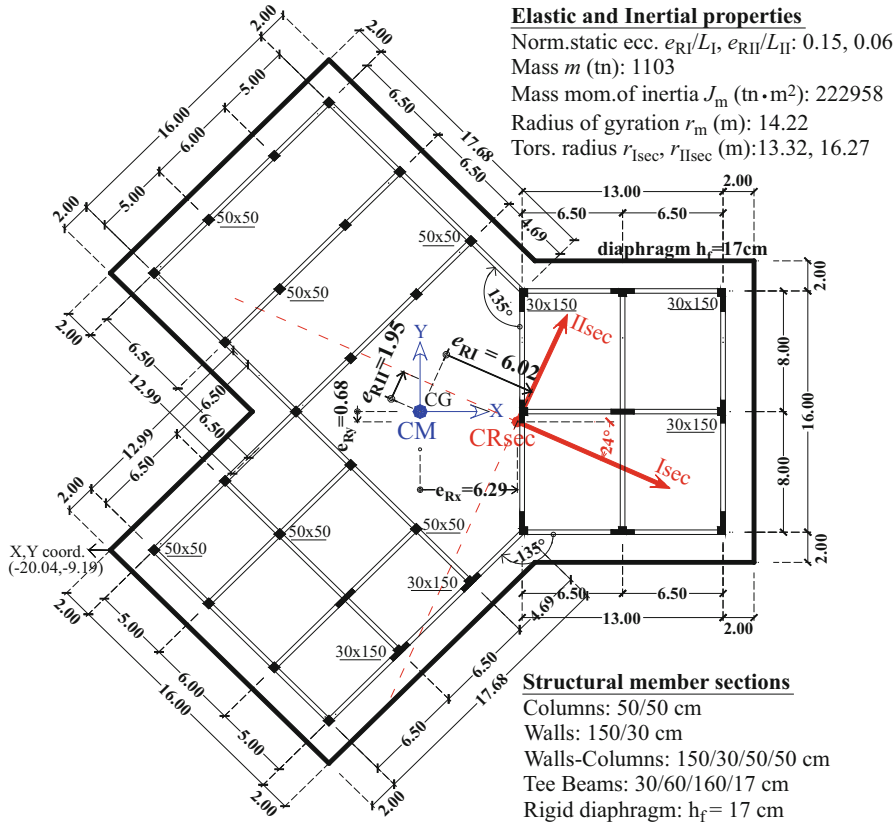 Elastic and Inertial properties
Norm.static ecc. eRI/LI, eRII/LII: 0.15, 0.06
Mass m (tn): 1103
Mass mom.of inertia Jm (tn·m²): 222958
Radius of gyration rm (m): 14.22
Tors. radius rIsec, rIIsec (m):13.32, 16.27
2.00
5.00
16.00
6.00
5.00
2.00
2.00
6.50
17.68
6.50
4.69
13.00
2.00
6.50
6.50
diaphragm hf=17cm
2.00
8.00
16.00
8.00
2.00
50x50
50x50
50x50
50x50
30x150
30x150
30x150
135°
IIsec
Isec
24°
Y
X
CG
CM
CRsec
eRI = 6.02
eRII=1.95
eRy=0.68
eRx=6.29
2.00
6.50
12.99
6.50
6.50
12.99
6.50
2.00
X,Y coord.
(-20.04,-9.19)
50x50
50x50
30x150
30x150
135°
2.00
5.00
6.00
16.00
5.00
2.00
2.00
6.50
17.68
6.50
4.69
6.50
6.50
13.00
2.00
Structural member sections
Columns: 50/50 cm
Walls: 150/30 cm
Walls-Columns: 150/30/50/50 cm
Tee Beams: 30/60/160/17 cm
Rigid diaphragm: hf= 17 cm